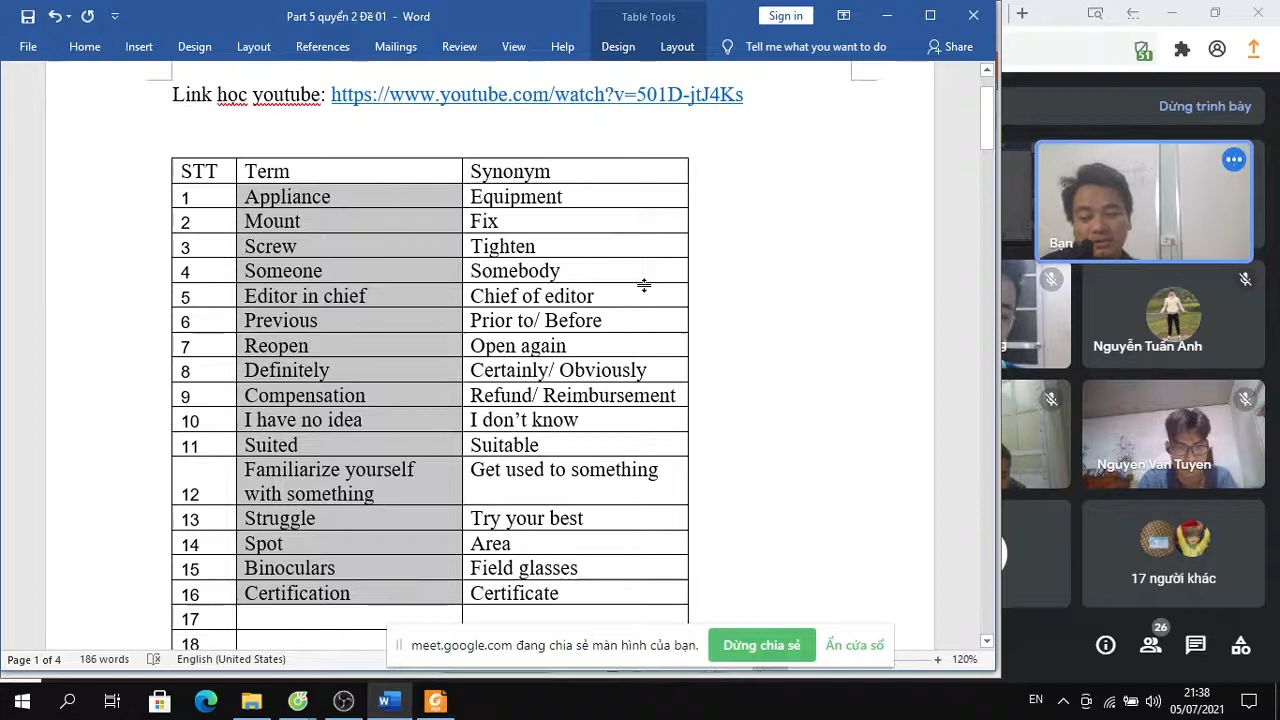 Part 5 quyển 2 Đề 01 - Word
Table Tools
Sign in
File Home Insert Design Layout References Mailings Review View Help Design Layout Tell me what you want to do Share
51
Link học youtube: https://www.youtube.com/watch?v=501D-jtJ4Ks
Dừng trình bày
STT Term Synonym
1 Appliance Equipment
2 Mount Fix
3 Screw Tighten
4 Someone Somebody
5 Editor in chief Chief of editor
6 Previous Prior to/ Before
7 Reopen Open again
8 Definitely Certainly/ Obviously
9 Compensation Refund/ Reimbursement
10 I have no idea I don’t know
11 Suited Suitable
12 Familiarize yourself with something Get used to something
13 Struggle Try your best
14 Spot Area
15 Binoculars Field glasses
16 Certification Certificate
17
18
Bạn
Nguyễn Tuấn Anh
Nguyen Van Tuyen
17 người khác
26
meet.google.com đang chia sẻ màn hình của bạn. Dừng chia sẻ Ẩn cửa sổ
Page 1 of 4 186 words English (United States) 120%
EN 21:38
05/07/2021